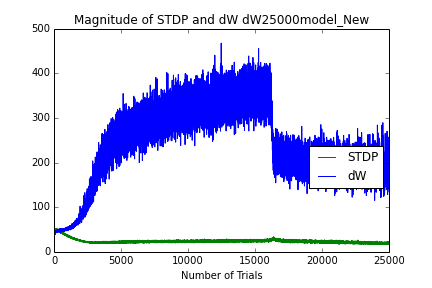 Magnitude of STDP and dW dW25000model_New
500
400
300
200
100
0
STDP
dW
0 5000 10000 15000 20000 25000
Number of Trials